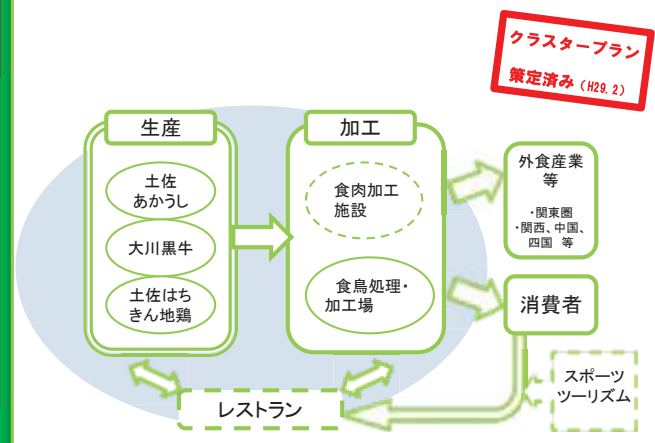 クラスタープラン
策定済み（H29.2）
生産
土佐
あかうし
大川黒牛
土佐はち
きん地鶏
加工
食肉加工
施設
食鳥処理・
加工場
外食産業
等
・関東圏
・関西、中国、
四国 等
消費者
レストラン
スポーツ
ツーリズム